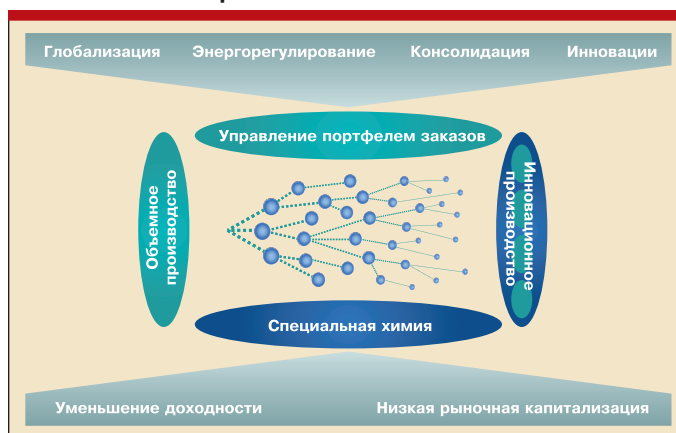 Глобализация Энергорегулирование Консолидация Инновации
Управление портфелем заказов
Объемное
производство
Инновационное
производство
Специальная химия
Уменьшение доходности Низкая рыночная капитализация